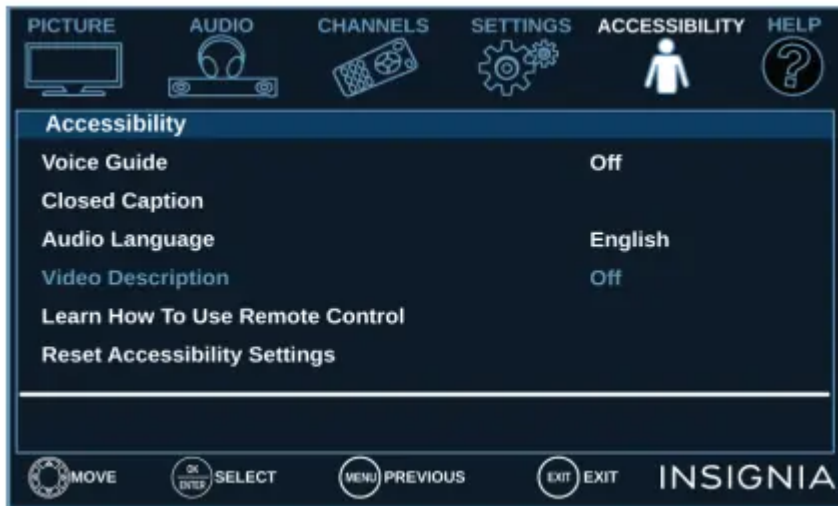 PICTURE AUDIO CHANNELS SETTINGS ACCESSIBILITY HELP
?
Accessibility
Voice Guide Off
Closed Caption
Audio Language English
Video Description Off
Learn How To Use Remote Control
Reset Accessibility Settings
MOVE OK ENTER SELECT MENU PREVIOUS EXIT EXIT INSIGNIA